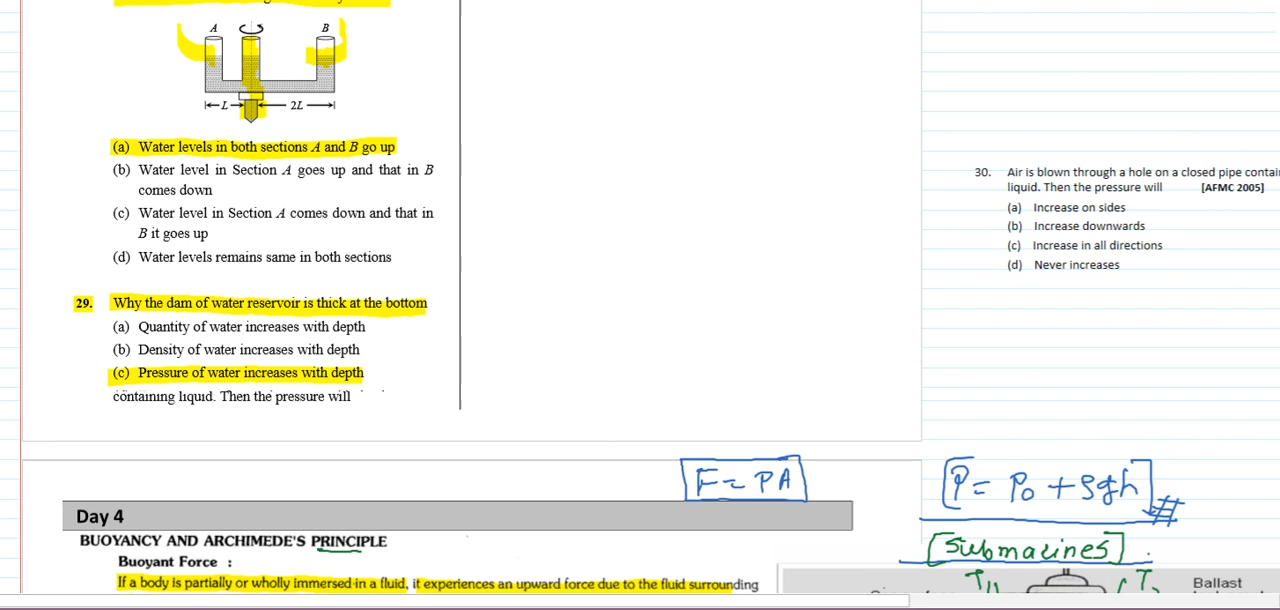 A
B
L
2L
(a) Water levels in both sections A and B go up
(b) Water level in Section A goes up and that in B
comes down
(c) Water level in Section A comes down and that in
B it goes up
(d) Water levels remains same in both sections
29. Why the dam of water reservoir is thick at the bottom
(a) Quantity of water increases with depth
(b) Density of water increases with depth
(c) Pressure of water increases with depth
containing liquid. Then the pressure will
30. Air is blown through a hole on a closed pipe contai
liquid. Then the pressure will [AFMC 2005]
(a) Increase on sides
(b) Increase downwards
(c) Increase in all directions
(d) Never increases
F = PA
P = P₀ + ρgh
Day 4
BUOYANCY AND ARCHIMEDE'S PRINCIPLE
Buoyant Force :
If a body is partially or wholly immersed in a fluid, it experiences an upward force due to the fluid surrounding
[Submarines] :
Ballast